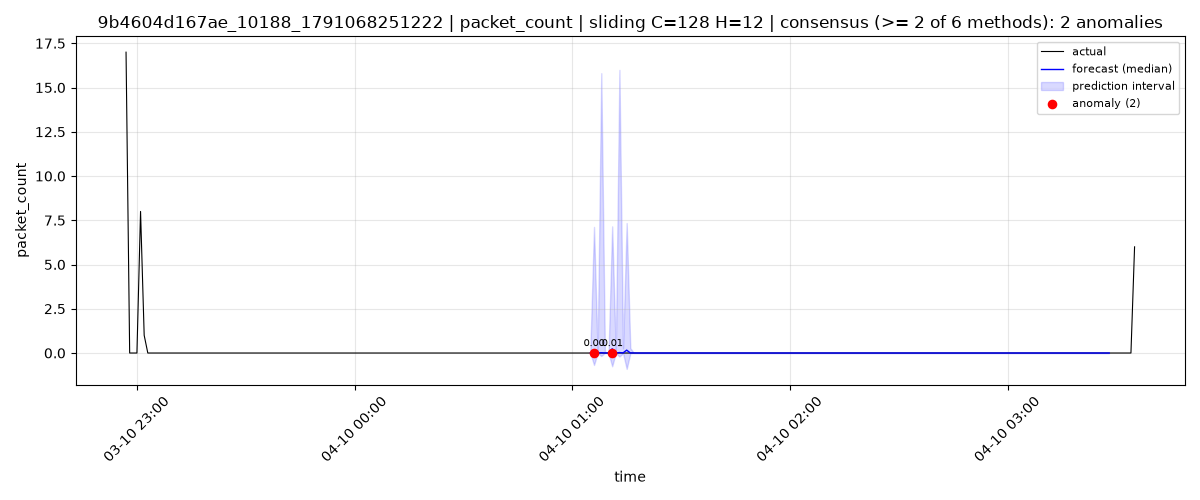 9b4604d167ae_10188_1791068251222 | packet_count | sliding C=128 H=12 | consensus (>= 2 of 6 methods): 2 anomalies
17.5
15.0
12.5
10.0
7.5
5.0
2.5
0.0
packet_count
actual
forecast (median)
prediction interval
anomaly (2)
0.00
0.01
03-10 23:00
04-10 00:00
04-10 01:00
04-10 02:00
04-10 03:00
time